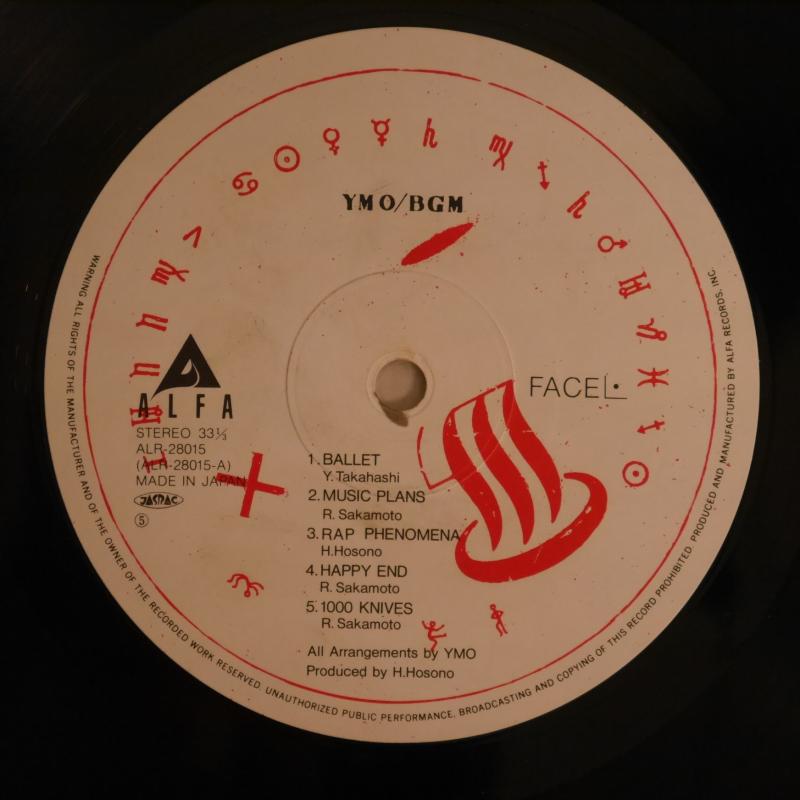 YMO/BGM
ALFA
STEREO 33⅓
ALR-28015
(ALR-28015-A)
MADE IN JAPAN
JASRAC
⑤
FACE
1. BALLET
Y. Takahashi
2. MUSIC PLANS
R. Sakamoto
3. RAP PHENOMENA
H.Hosono
4. HAPPY END
R. Sakamoto
5. 1000 KNIVES
R. Sakamoto
All Arrangements by YMO
Produced by H.Hosono
WARNING ALL RIGHTS OF THE MANUFACTURER AND OF THE OWNER OF THE RECORDED WORK RESERVED. UNAUTHORIZED PUBLIC PERFORMANCE, BROADCASTING AND COPYING OF THIS RECORD PROHIBITED. PRODUCED AND MANUFACTURED BY ALFA RECORDS, INC.